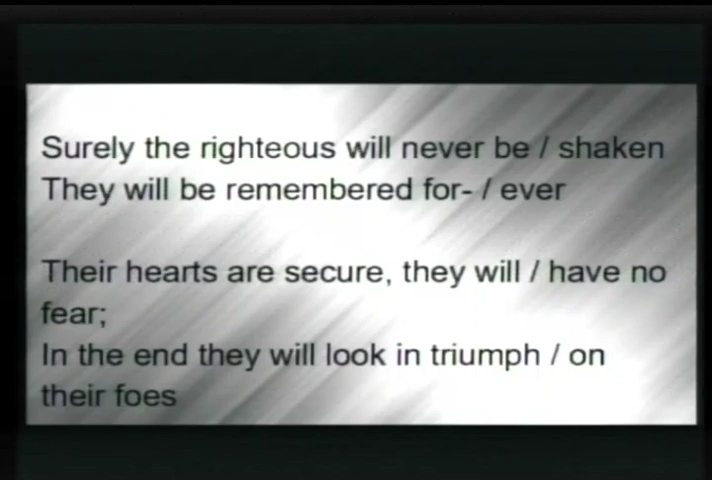 Surely the righteous will never be / shaken
They will be remembered for- / ever
Their hearts are secure, they will / have no
fear;
In the end they will look in triumph / on
their foes